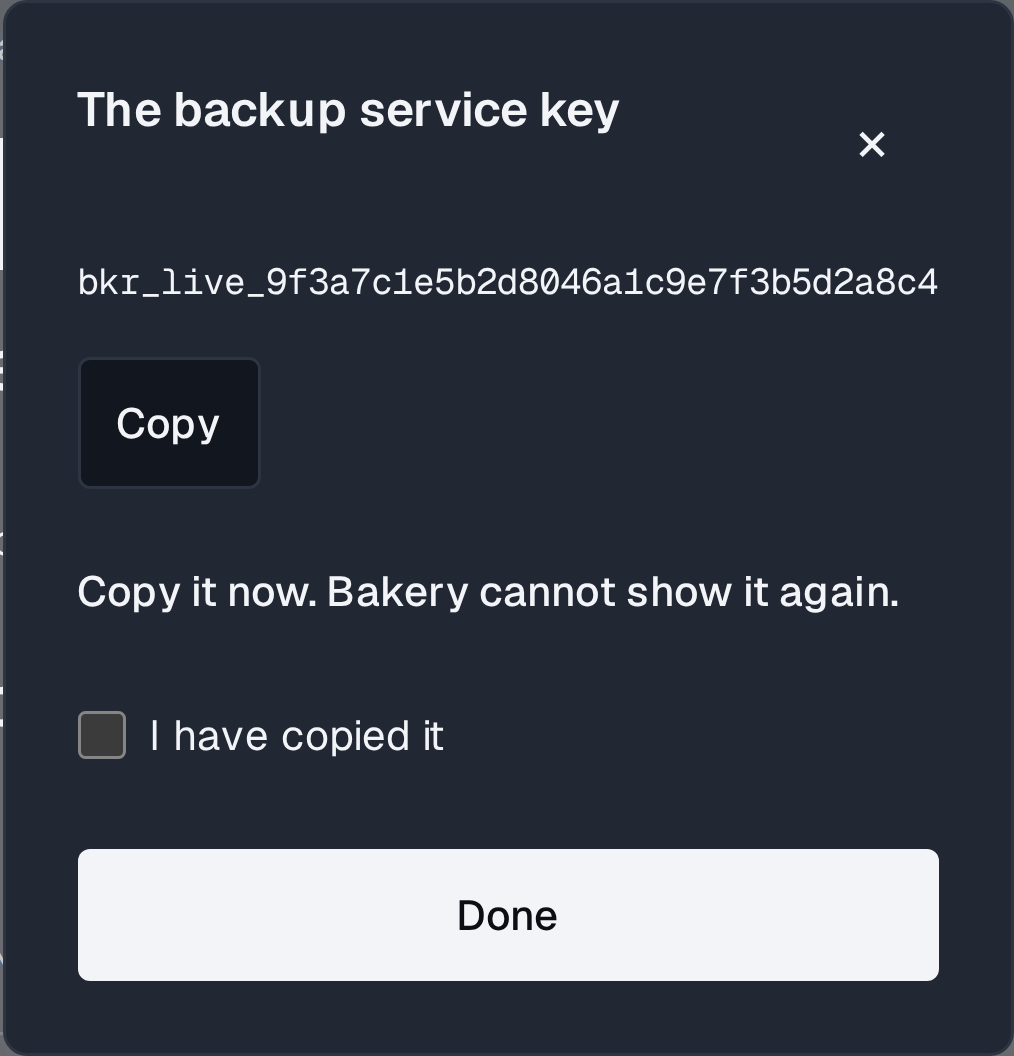 The backup service key
bkr_live_9f3a7c1e5b2d8046a1c9e7f3b5d2a8c4
Copy
Copy it now. Bakery cannot show it again.
I have copied it
Done